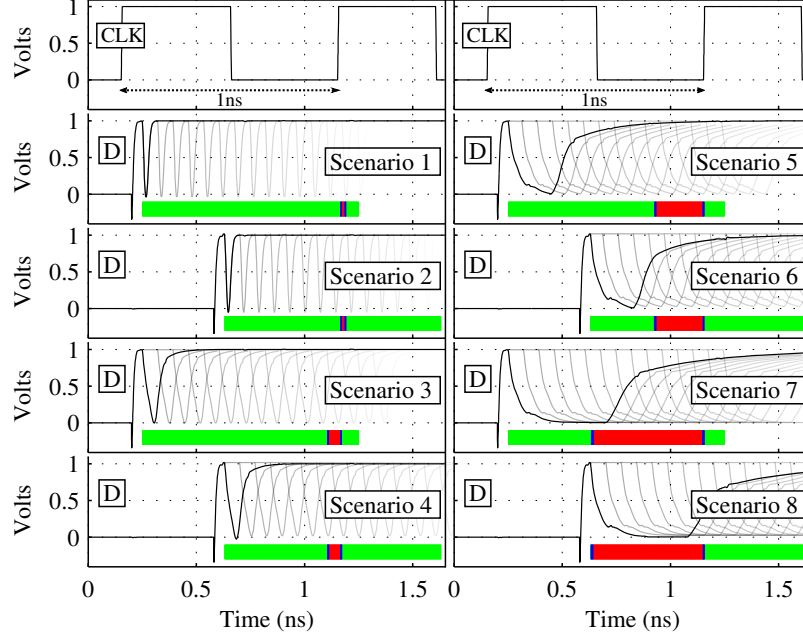 Volts 1 0.5 0 CLK 1ns CLK 1ns
Volts 1 0.5 0 D Scenario 1 D Scenario 5
Volts 1 0.5 0 D Scenario 2 D Scenario 6
Volts 1 0.5 0 D Scenario 3 D Scenario 7
Volts 1 0.5 0 D Scenario 4 D Scenario 8
0 0.5 1 1.5 0 0.5 1 1.5
Time (ns) Time (ns)